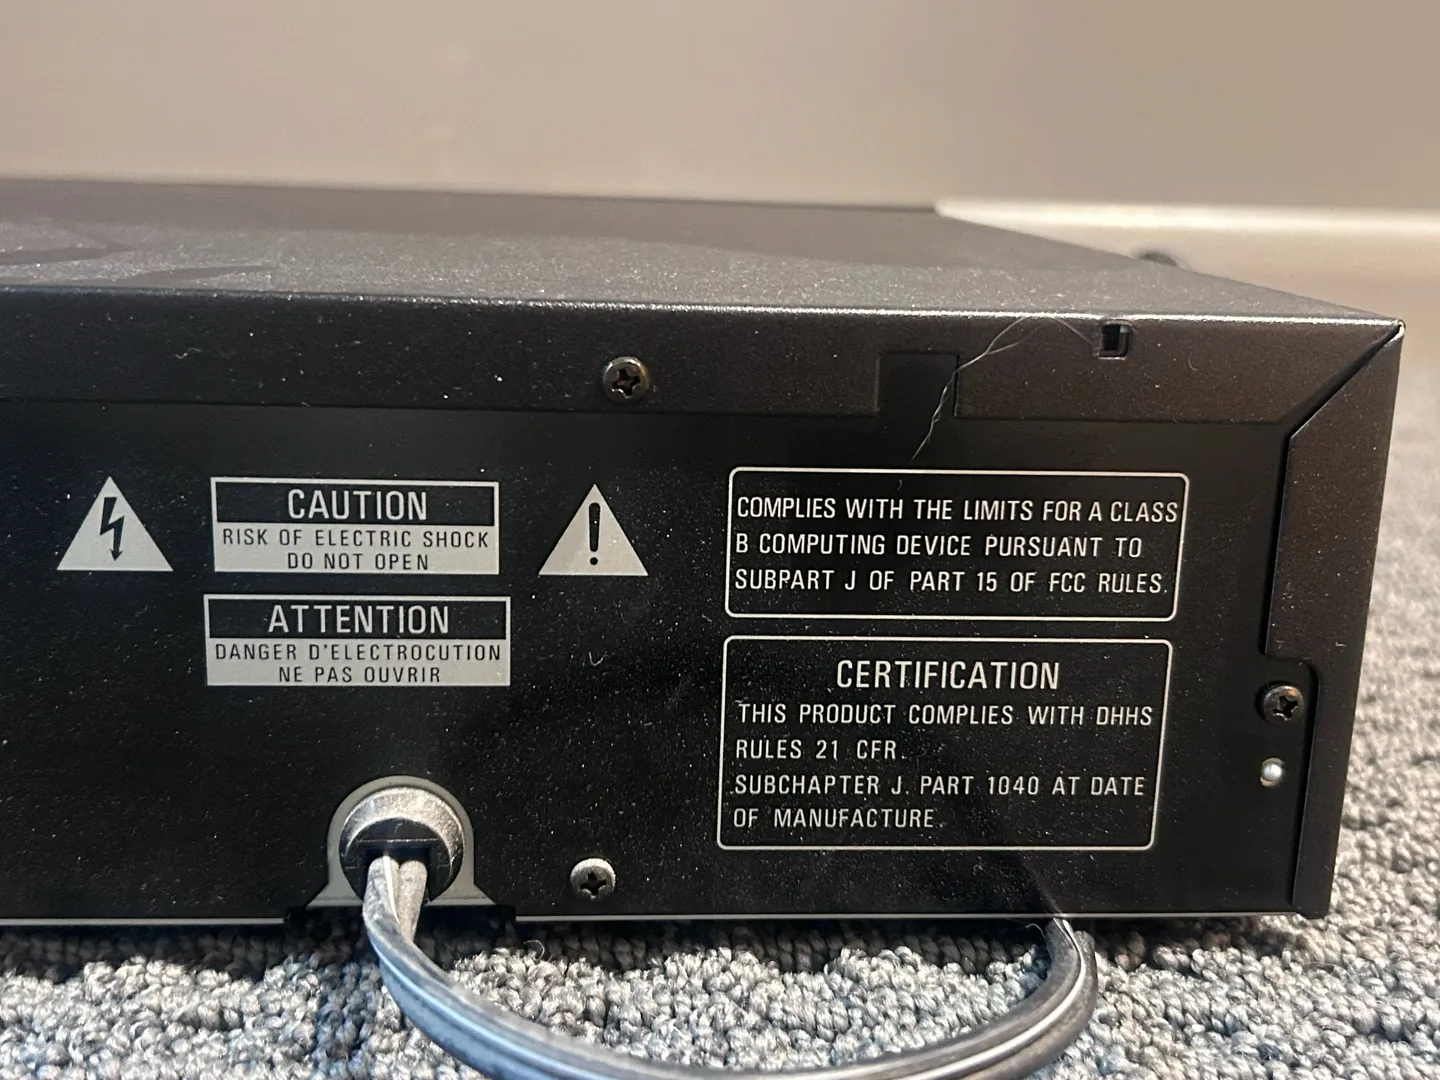 CAUTION
RISK OF ELECTRIC SHOCK
DO NOT OPEN
ATTENTION
DANGER D'ELECTROCUTION
NE PAS OUVRIR
COMPLIES WITH THE LIMITS FOR A CLASS
B COMPUTING DEVICE PURSUANT TO
SUBPART J OF PART 15 OF FCC RULES.
CERTIFICATION
THIS PRODUCT COMPLIES WITH DHHS
RULES 21 CFR.
SUBCHAPTER J. PART 1040 AT DATE
OF MANUFACTURE.